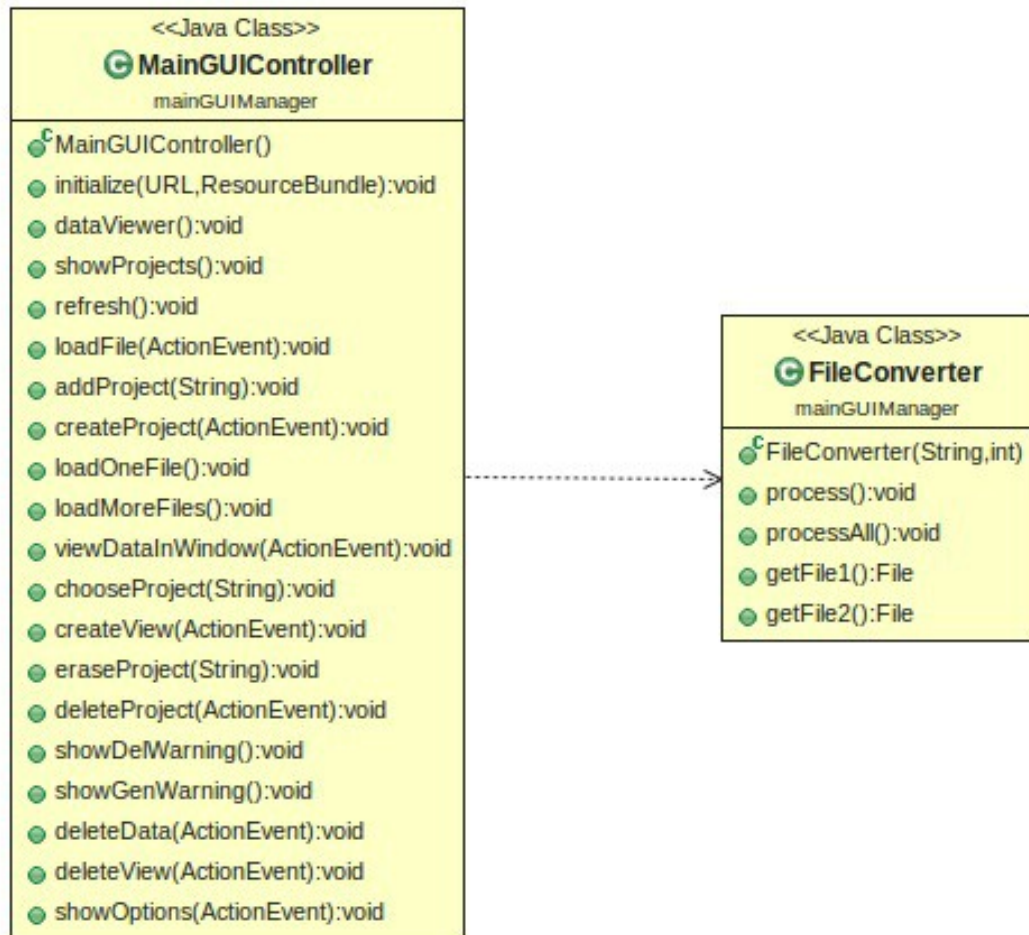 <<Java Class>>
MainGUIController
mainGUIManager
MainGUIController()
initialize(URL,ResourceBundle):void
dataViewer():void
showProjects():void
refresh():void
loadFile(ActionEvent):void
addProject(String):void
createProject(ActionEvent):void
loadOneFile():void
loadMoreFiles():void
viewDataInWindow(ActionEvent):void
chooseProject(String):void
createView(ActionEvent):void
eraseProject(String):void
deleteProject(ActionEvent):void
showDelWarning():void
showGenWarning():void
deleteData(ActionEvent):void
deleteView(ActionEvent):void
showOptions(ActionEvent):void
<<Java Class>>
FileConverter
mainGUIManager
FileConverter(String,int)
process():void
processAll():void
getFile1():File
getFile2():File